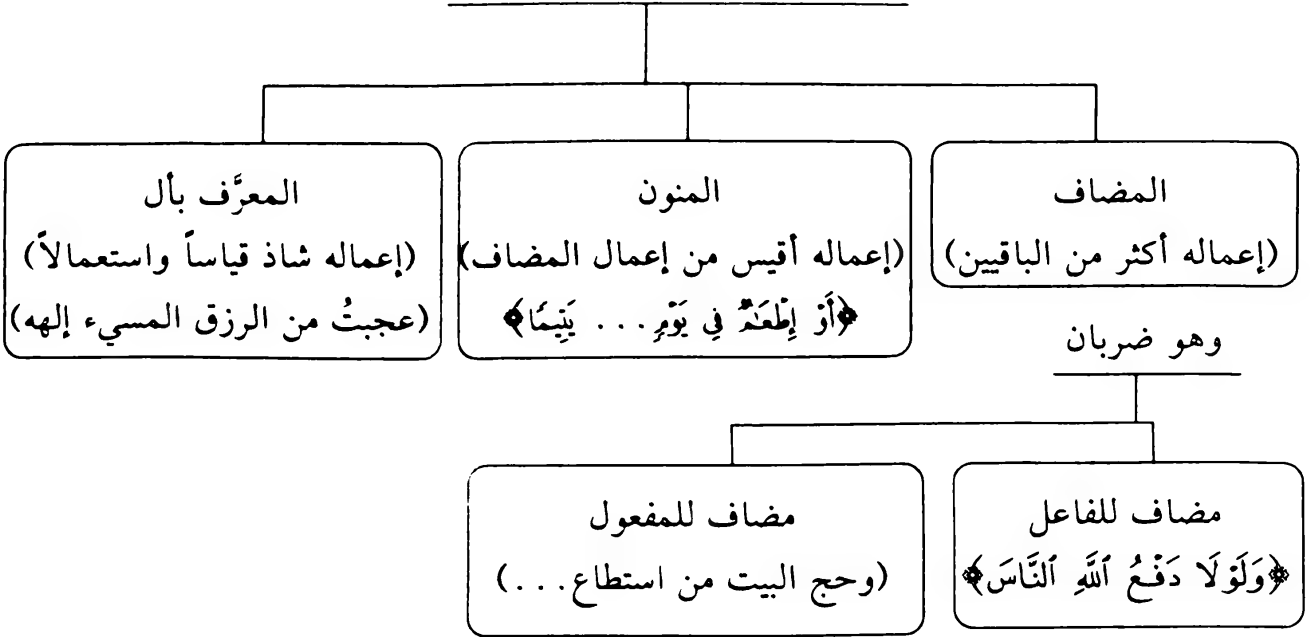 المضاف
(إعماله أكثر من الباقيين)
المنون
(إعماله أقيس من إعمال المضاف)
﴿أَوْ إِطْعَٰمٌ فِي يَوْمٍ... يَتِيمًا﴾
المعرَّف بأل
(إعماله شاذ قياساً واستعمالاً)
(عجبتُ من الرزق المسيء إلهه)
وهو ضربان
مضاف للفاعل
﴿وَلَوْلَا دَفْعُ ٱللَّهِ ٱلنَّاسَ﴾
مضاف للمفعول
(وحج البيت من استطاع...)